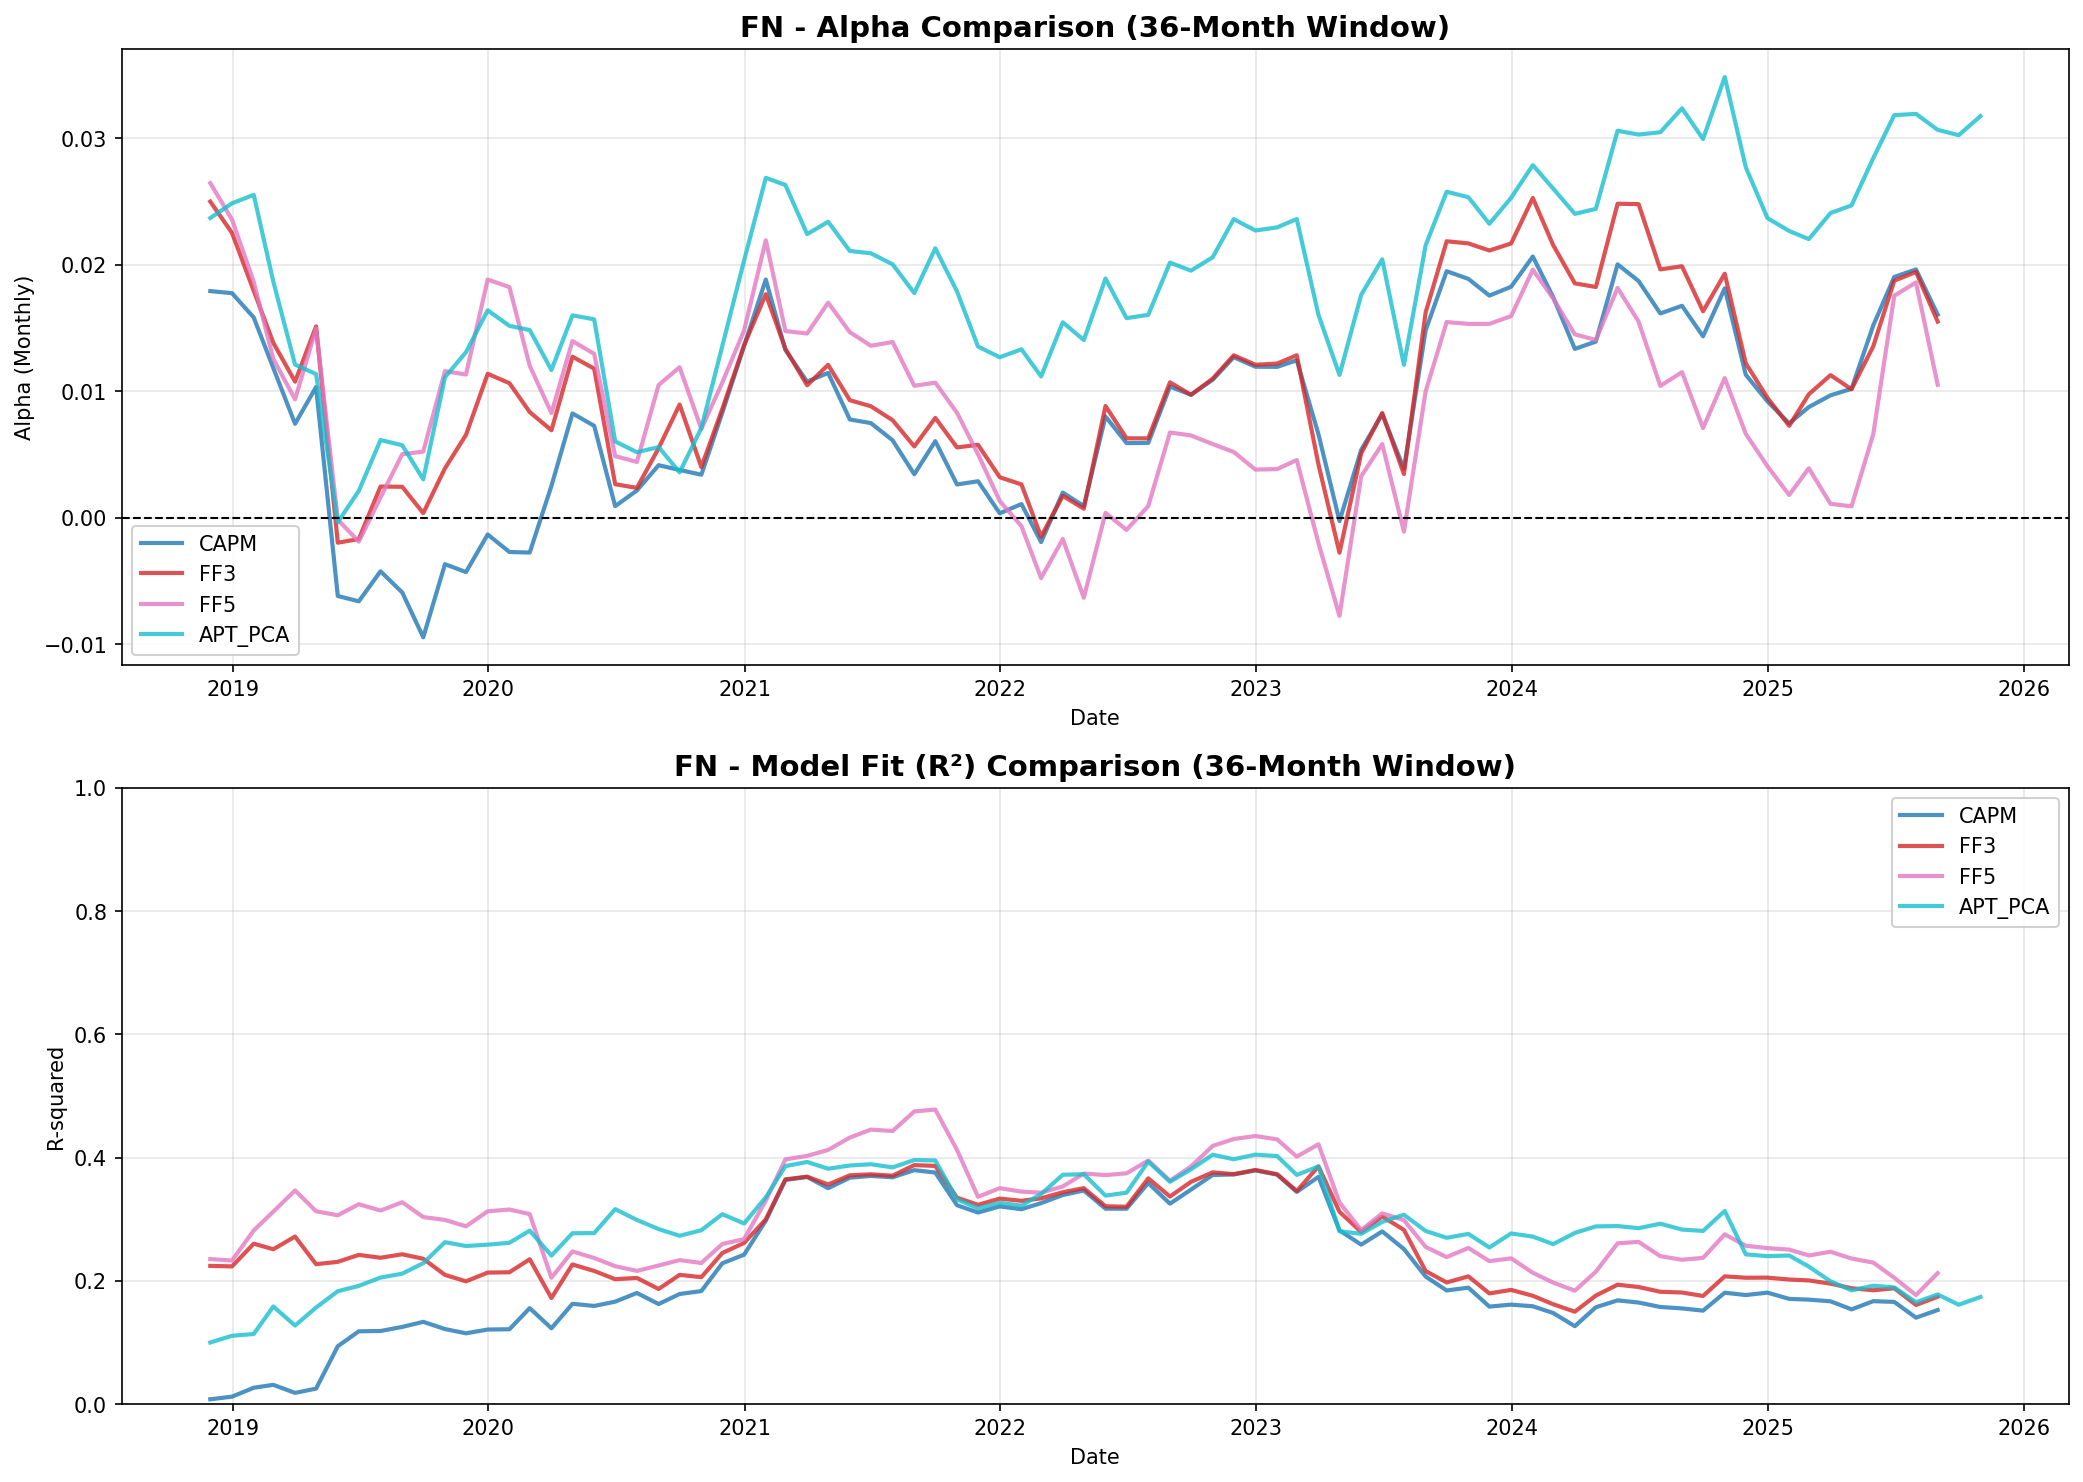 FN - Alpha Comparison (36-Month Window)
Alpha (Monthly)
0.03
0.02
0.01
0.00
−0.01
CAPM
FF3
FF5
APT_PCA
2019 2020 2021 2022 2023 2024 2025 2026
Date
FN - Model Fit (R²) Comparison (36-Month Window)
R-squared
1.0
0.8
0.6
0.4
0.2
0.0
CAPM
FF3
FF5
APT_PCA
2019 2020 2021 2022 2023 2024 2025 2026
Date